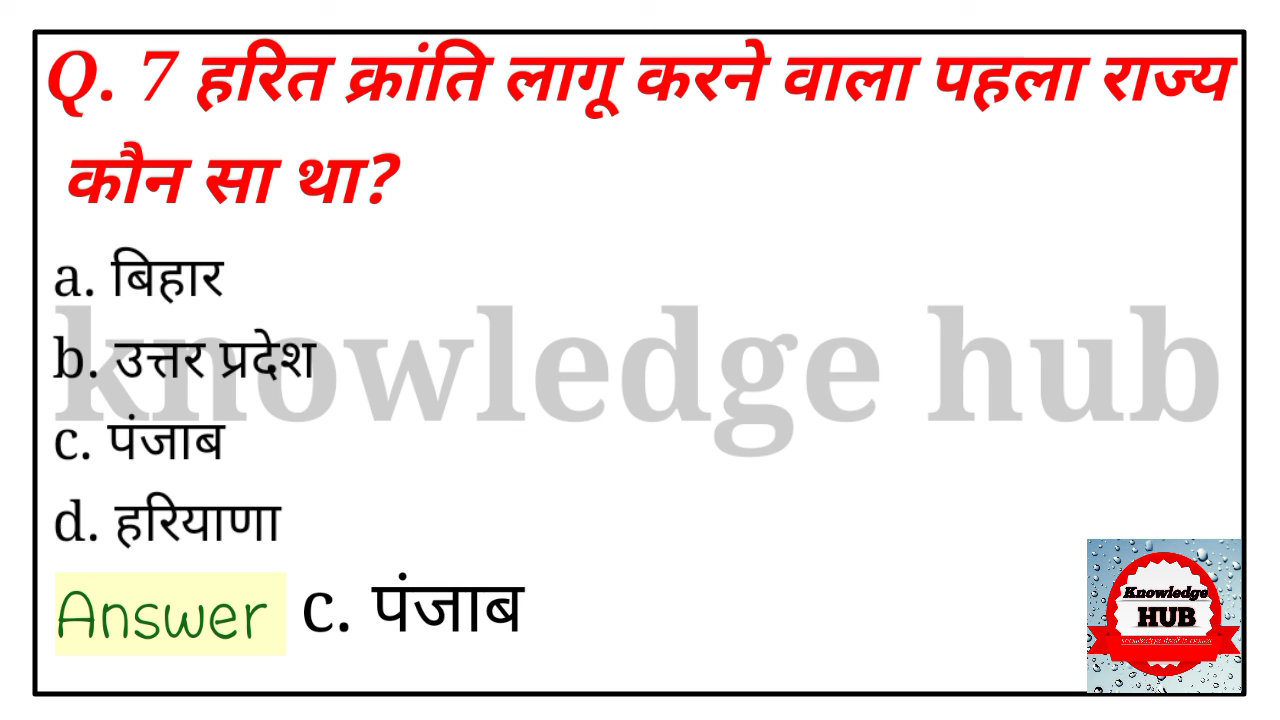 Q. 7 हरित क्रांति लागू करने वाला पहला राज्य
कौन सा था?
a. बिहार
b. उत्तर प्रदेश
c. पंजाब
d. हरियाणा
Answer c. पंजाब
knowledge hub
Knowledge
HUB